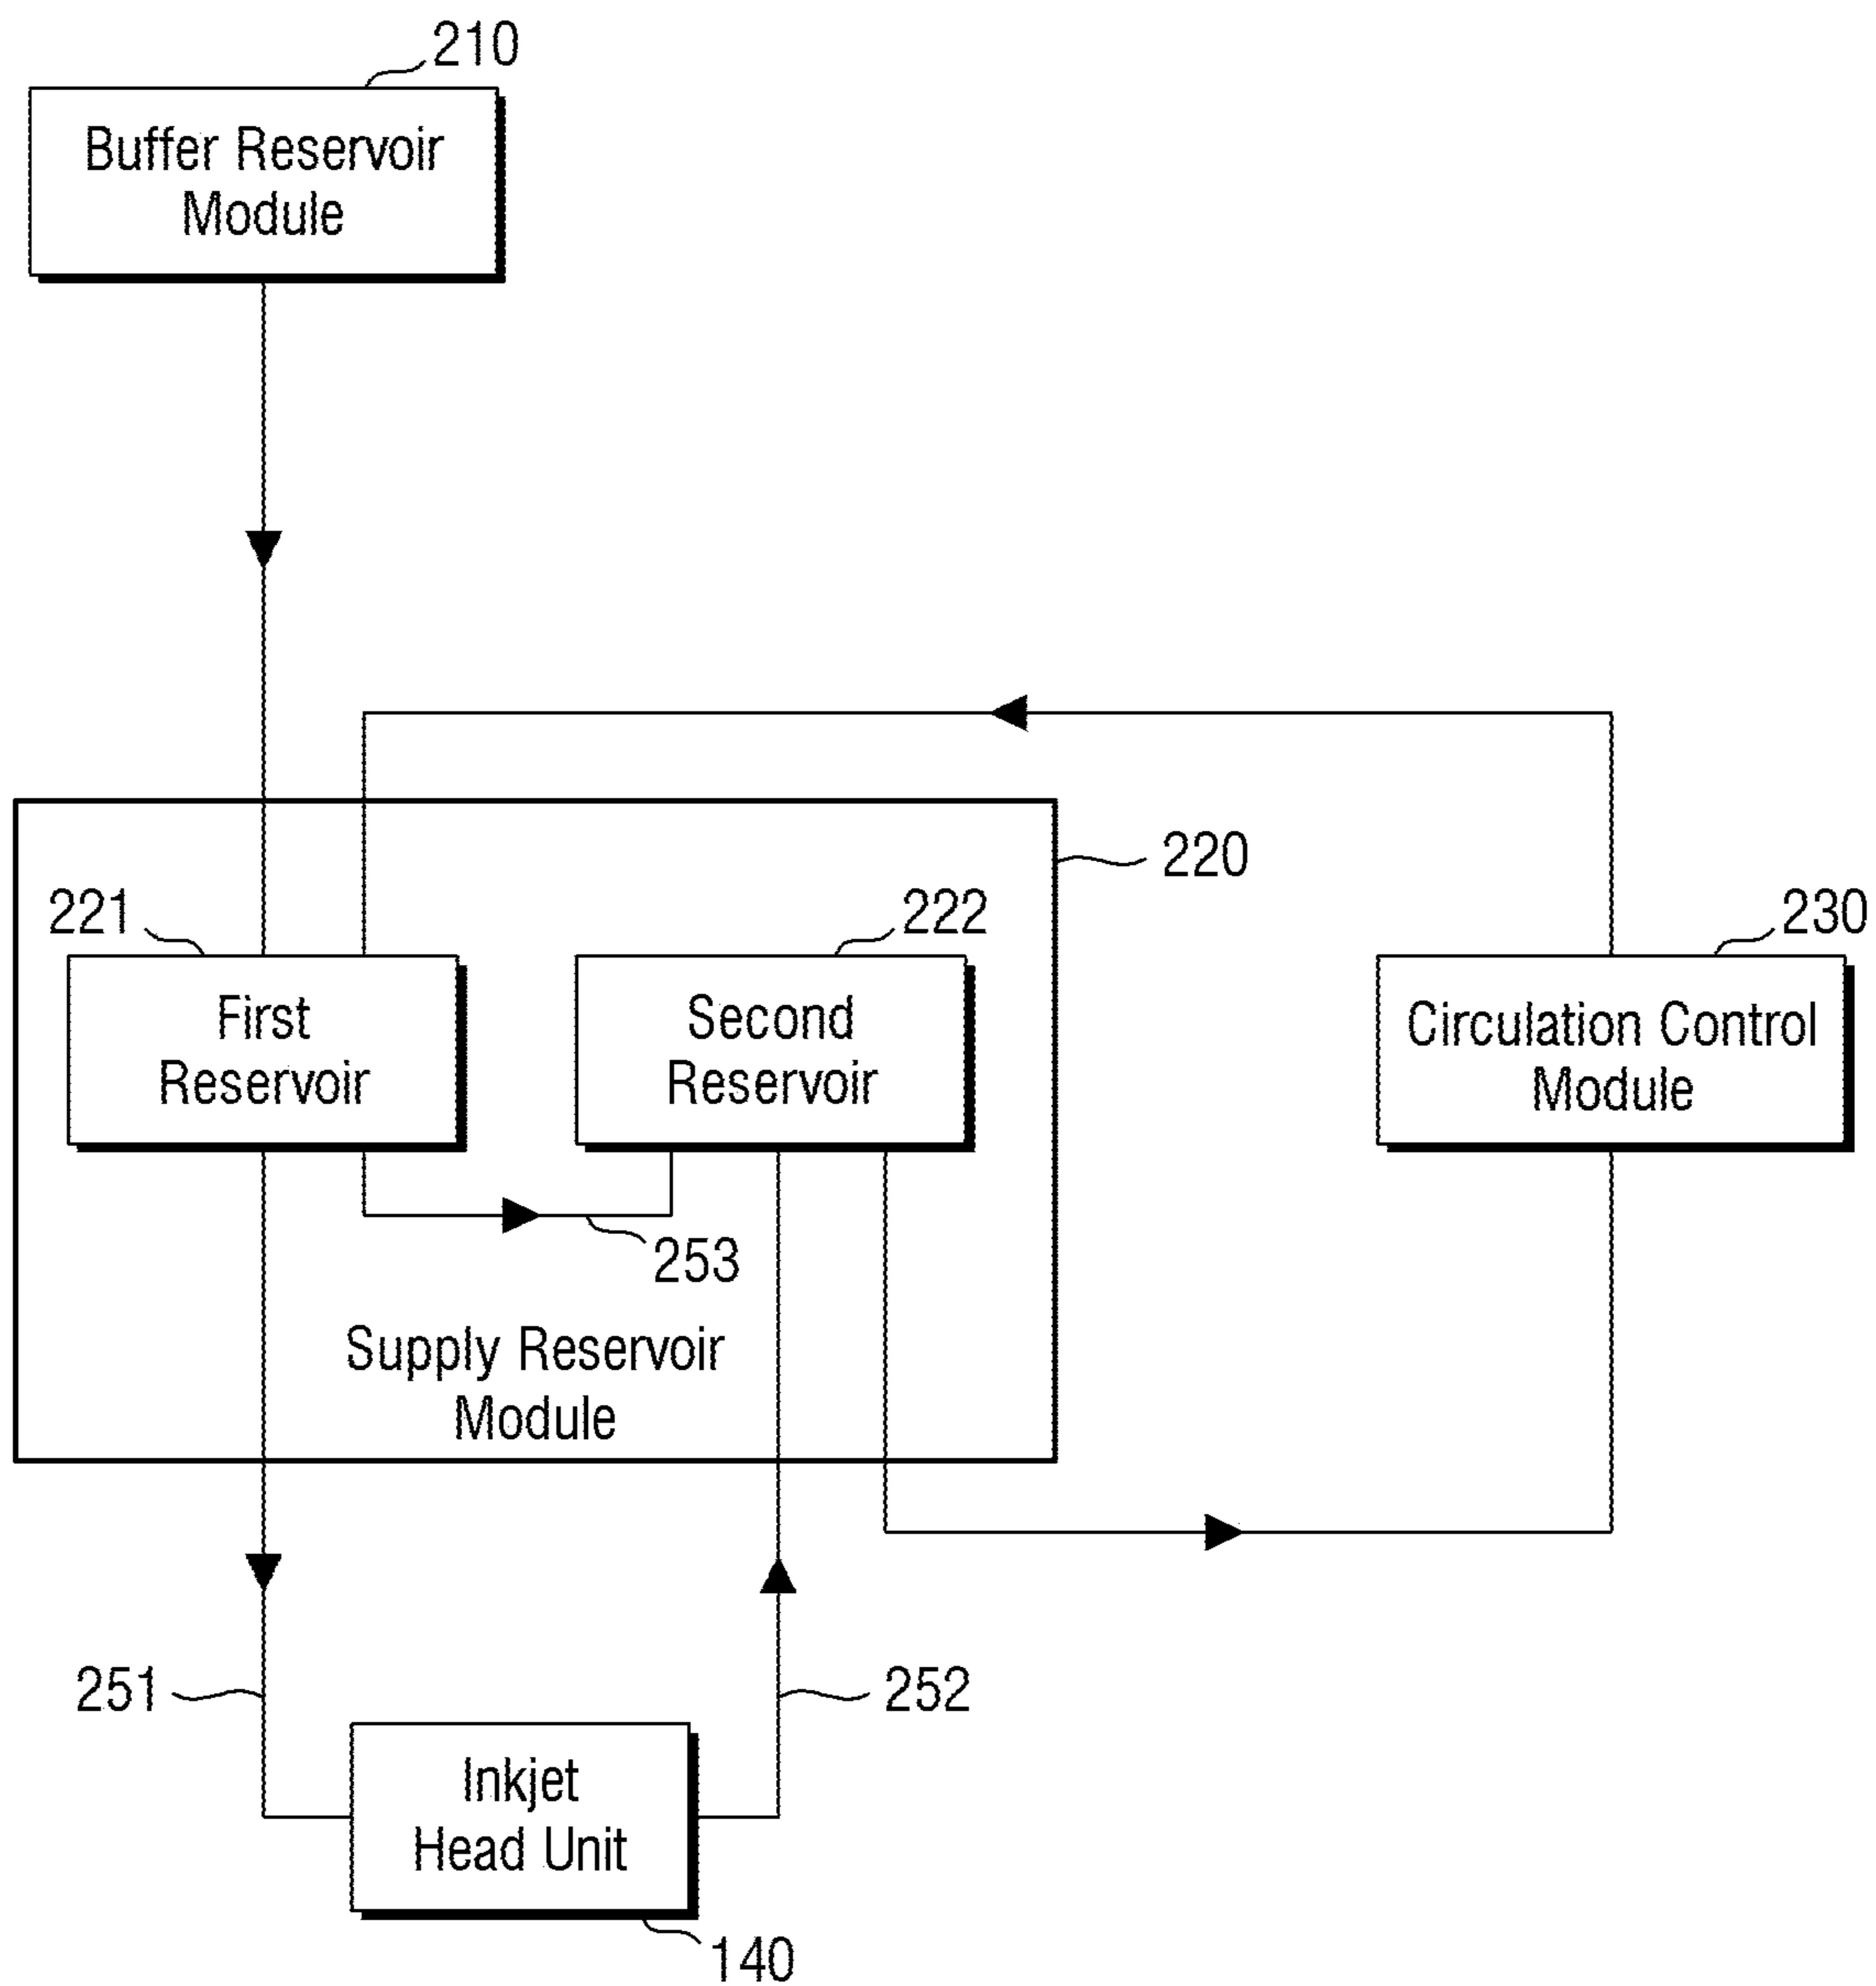 210
Buffer Reservoir
Module
220
221
222
230
First
Reservoir
Second
Reservoir
Circulation Control
Module
253
Supply Reservoir
Module
251
252
Inkjet
Head Unit
140